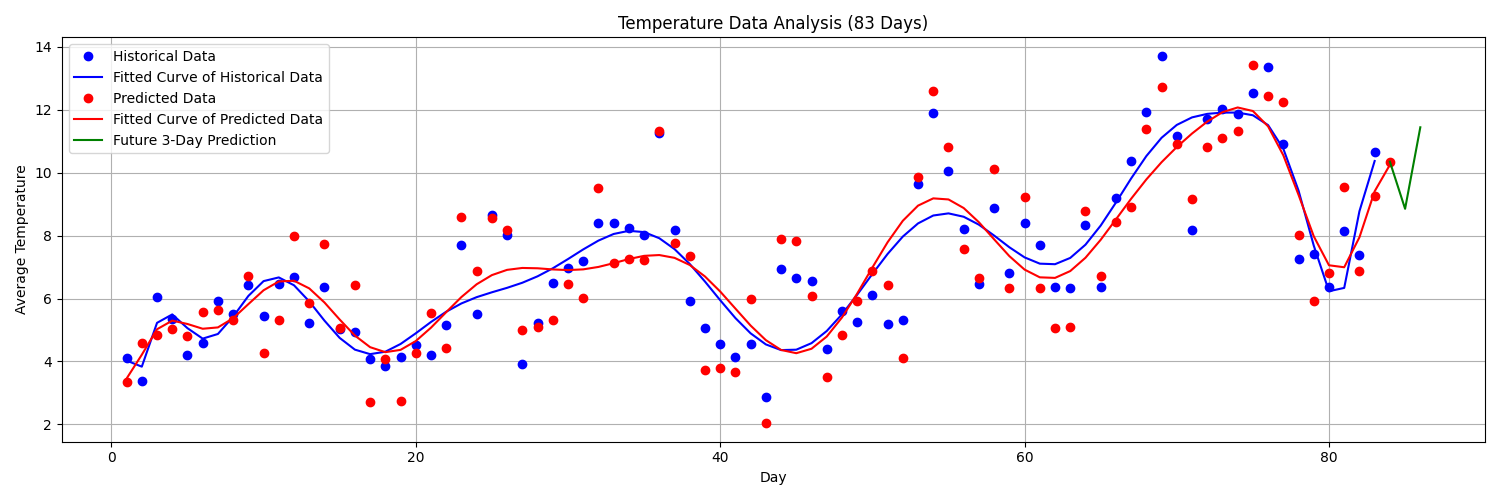 Temperature Data Analysis (83 Days)
Historical Data
Fitted Curve of Historical Data
Predicted Data
Fitted Curve of Predicted Data
Future 3-Day Prediction
Average Temperature
14
12
10
8
6
4
2
0
20
40
60
80
Day